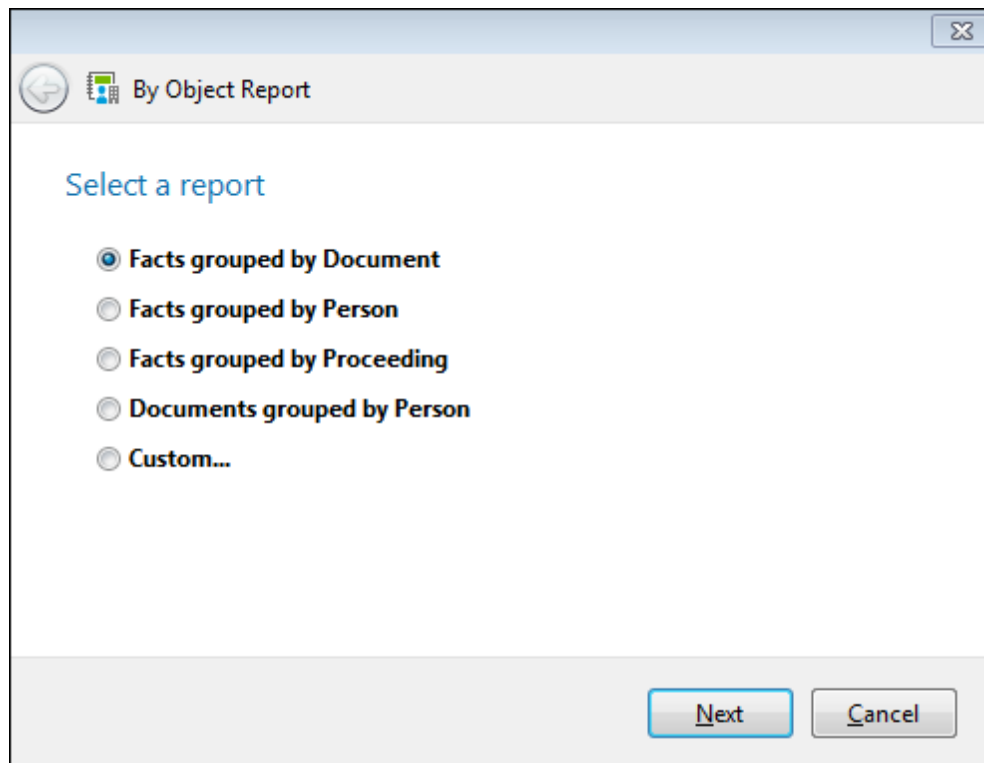 By Object Report
Select a report
Facts grouped by Document
Facts grouped by Person
Facts grouped by Proceeding
Documents grouped by Person
Custom...
Next
Cancel